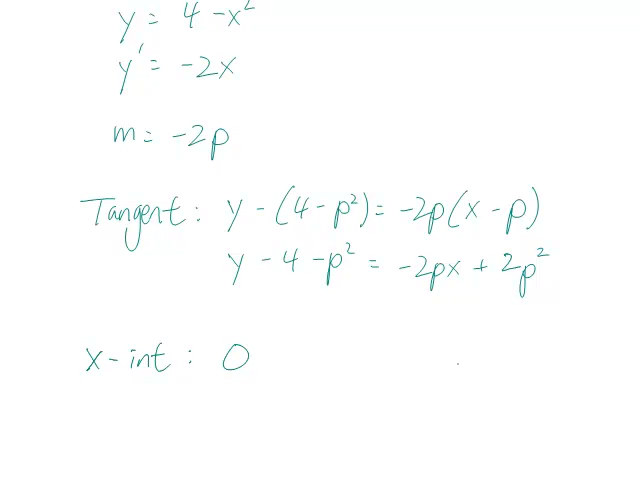 y = 4 - x²
y' = -2x
m = -2p
Tangent: y - (4 - p²) = -2p(x - p)
y - 4 - p² = -2px + 2p²
x-int: 0